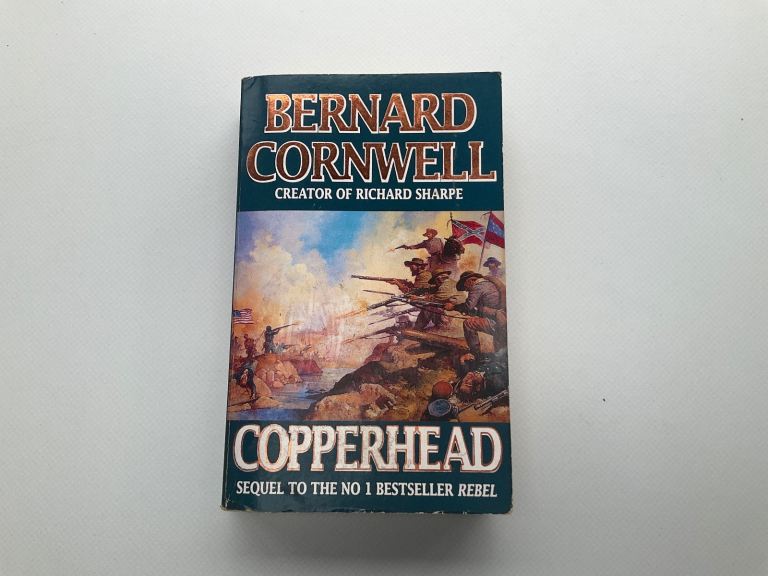 BERNARD
CORNWELL
CREATOR OF RICHARD SHARPE
COPPERHEAD
SEQUEL TO THE NO 1 BESTSELLER REBEL